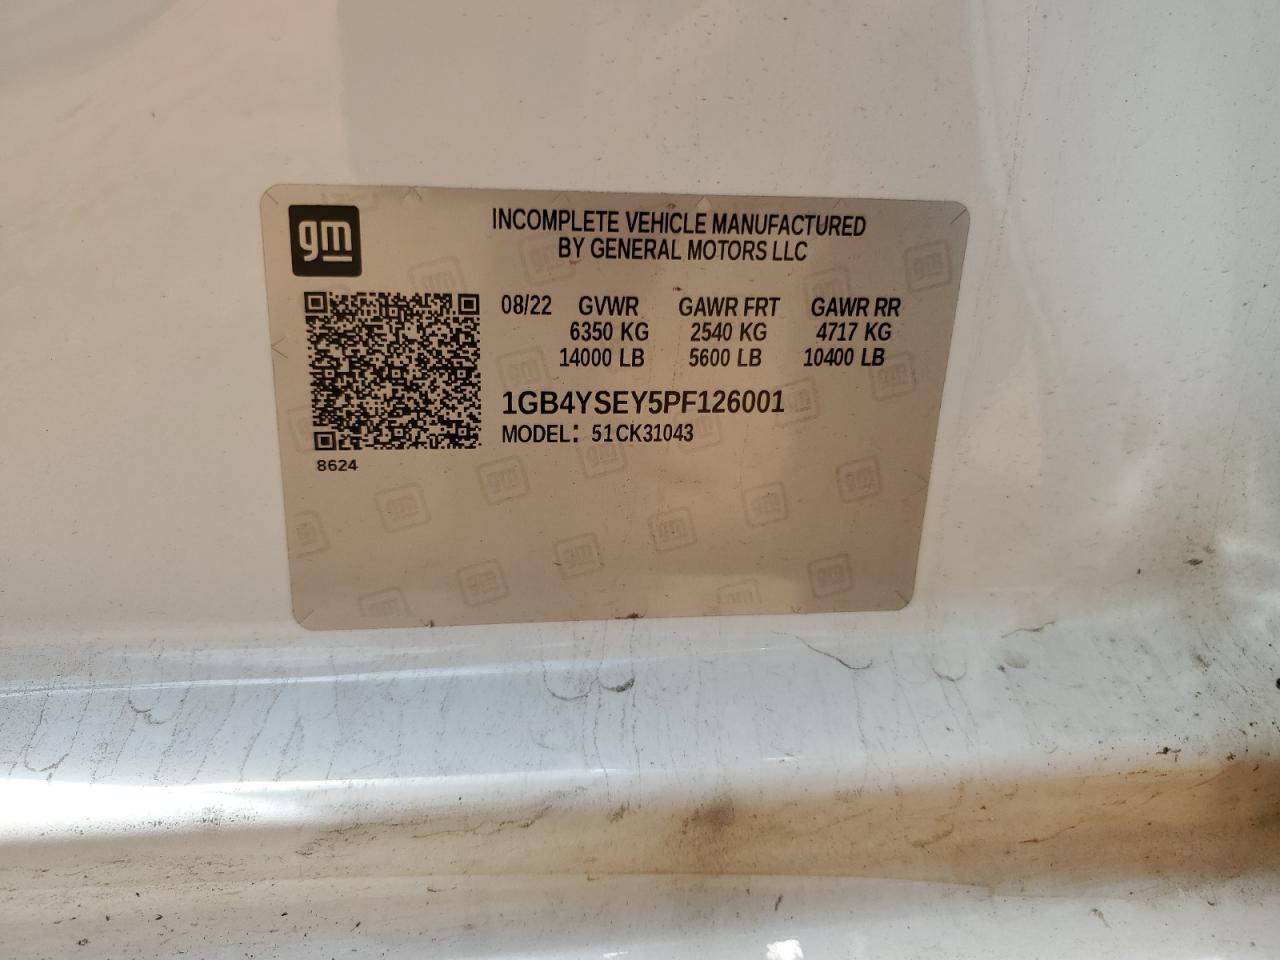 gm
INCOMPLETE VEHICLE MANUFACTURED
BY GENERAL MOTORS LLC
08/22 GVWR GAWR FRT GAWR RR
6350 KG 2540 KG 4717 KG
14000 LB 5600 LB 10400 LB
1GB4YSEY5PF126001
MODEL: 51CK31043
8624